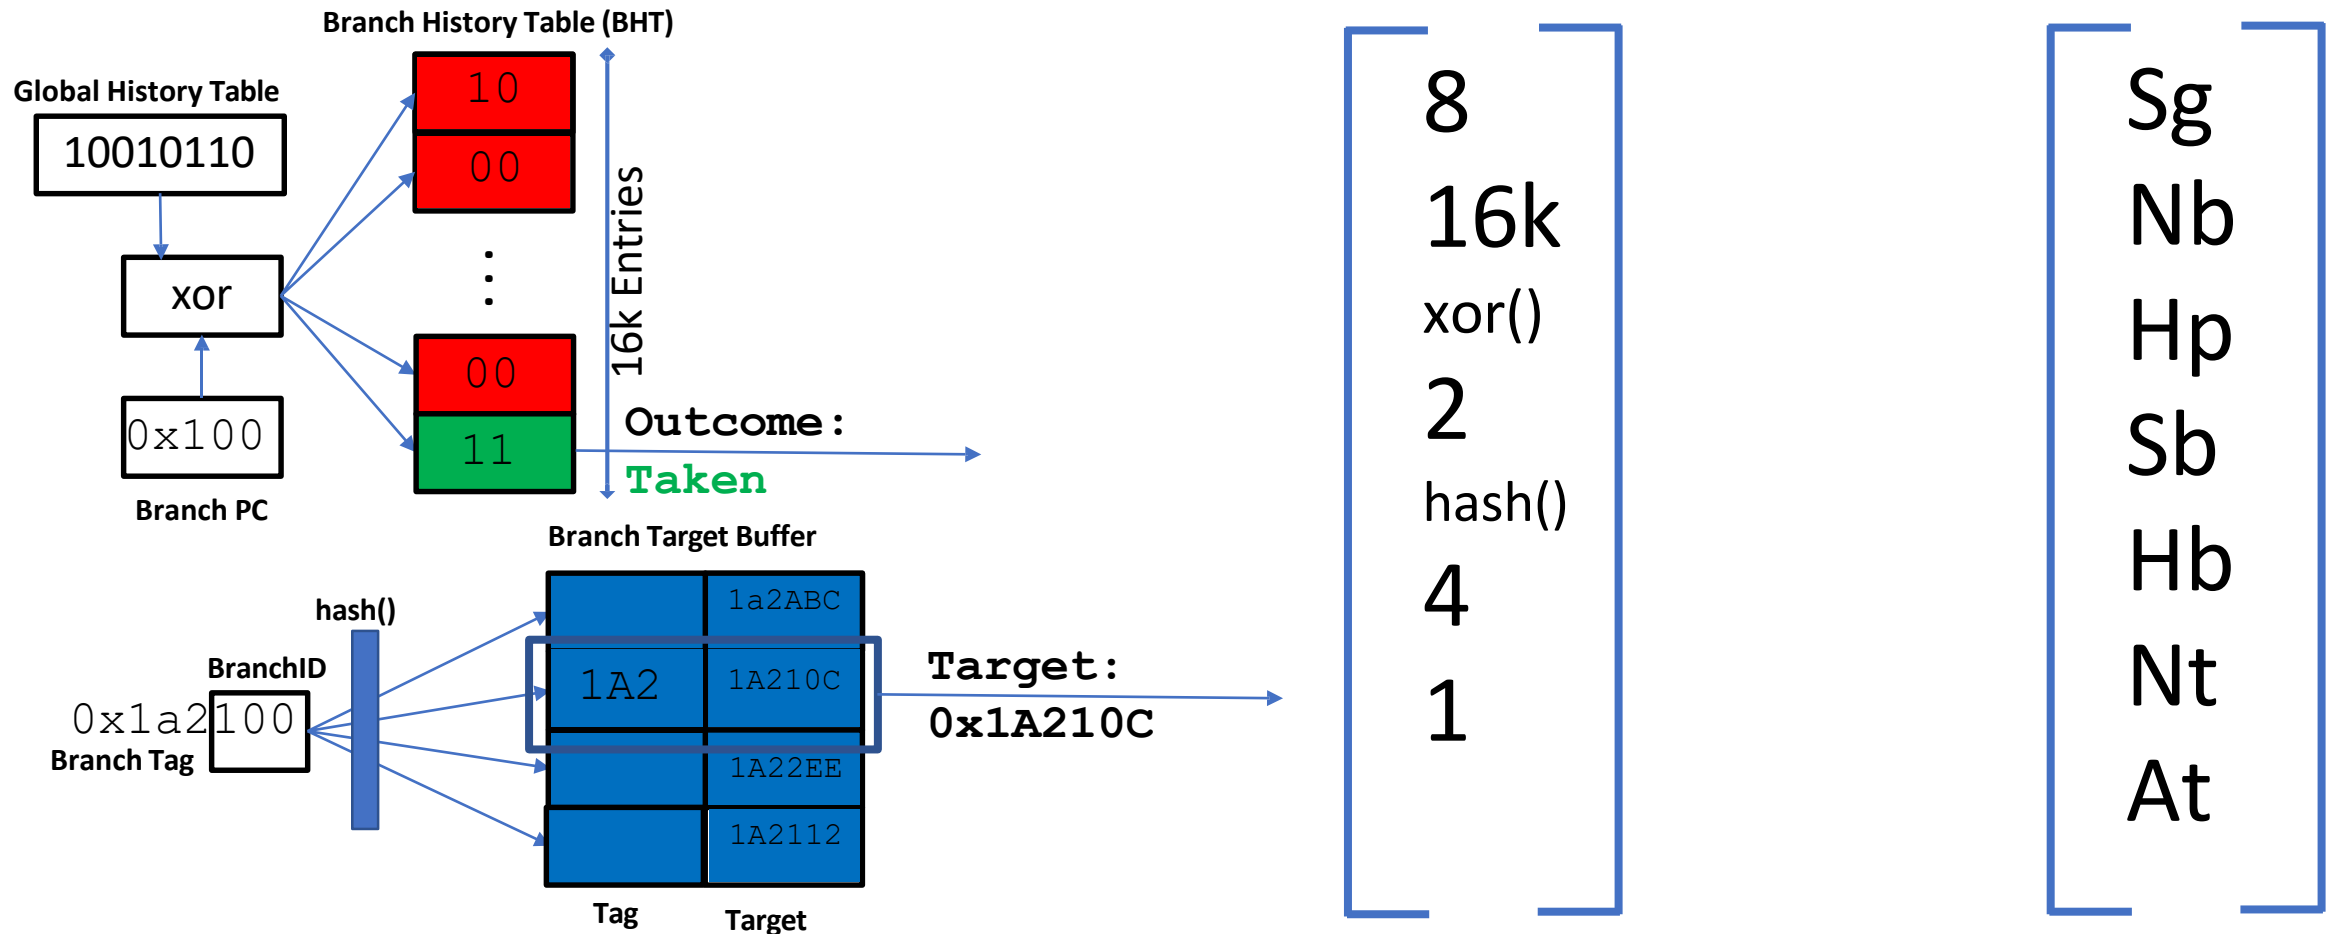 Branch History Table (BHT)
Global History Table
10010110
xor
0x100
Branch PC
10
00
⋮
00
11
16k Entries
Outcome:
Taken
Branch Target Buffer
hash()
BranchID
0x1a2100
Branch Tag
1a2ABC
1A2 1A210C
1A22EE
1A2112
Tag Target
Target:
0x1A210C
8
16k
xor()
2
hash()
4
1
Sg
Nb
Hp
Sb
Hb
Nt
At